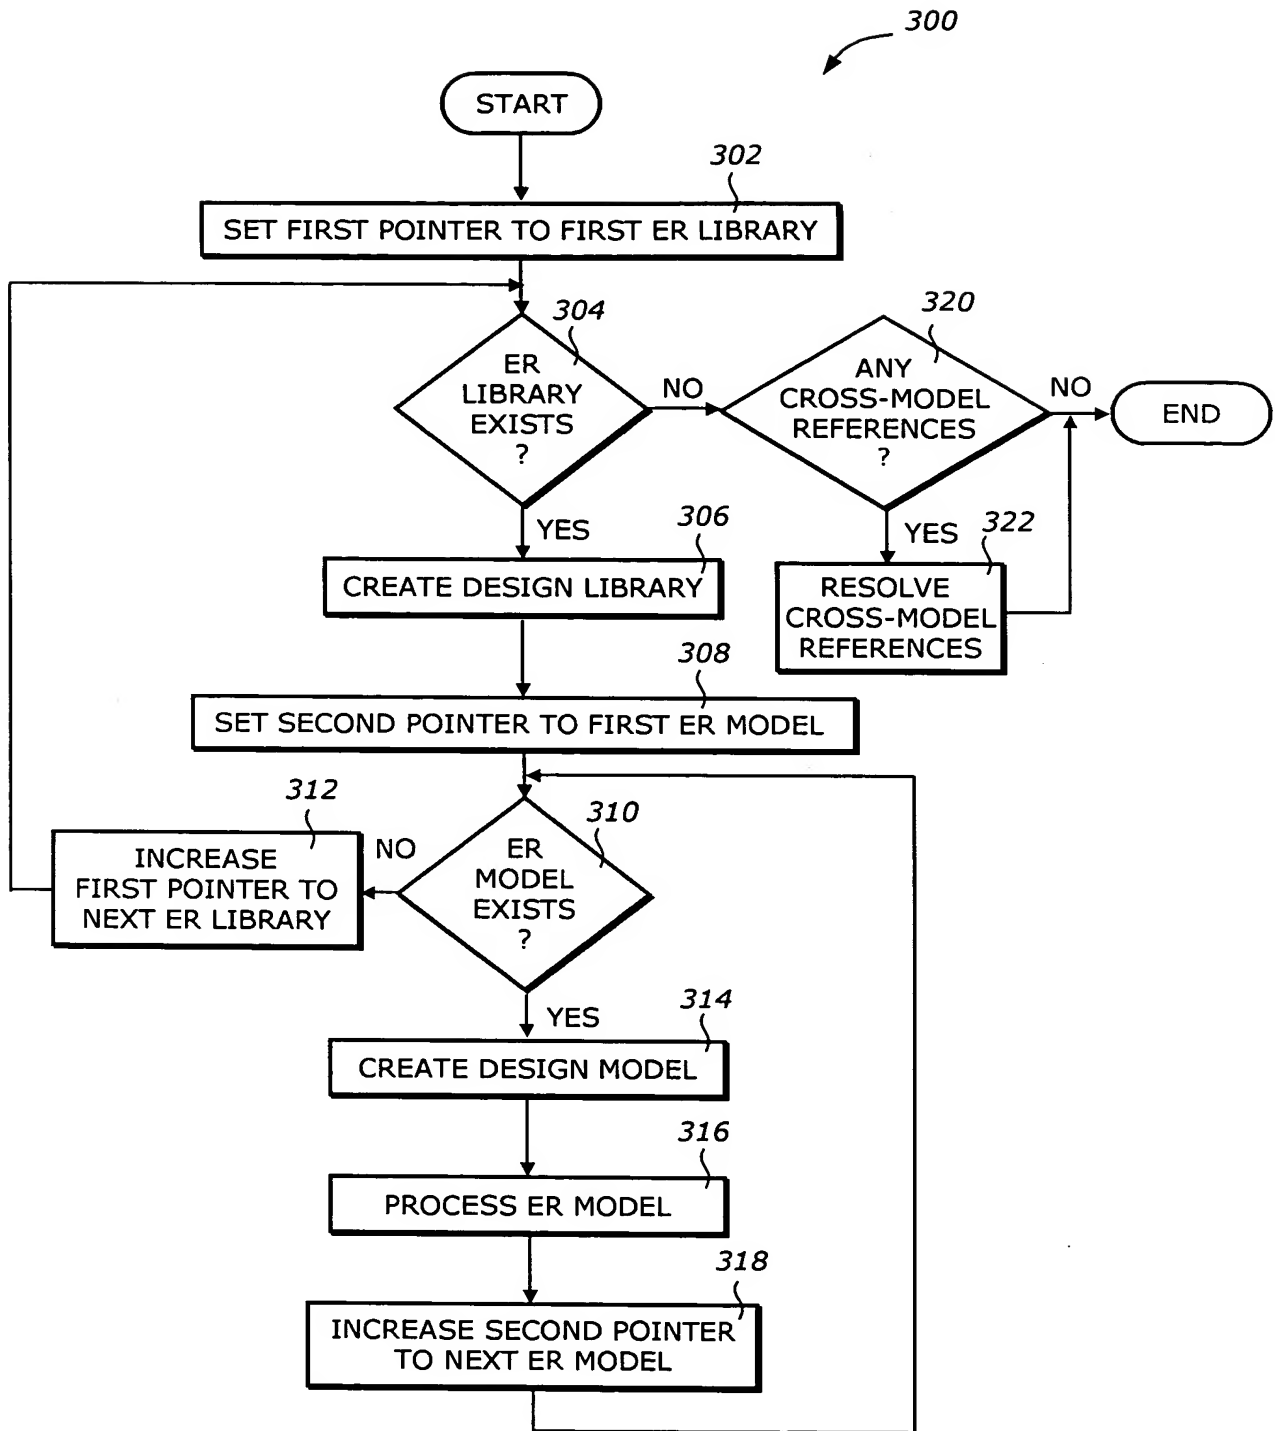 300
START
302
SET FIRST POINTER TO FIRST ER LIBRARY
304
ER
LIBRARY
EXISTS
?
NO
320
ANY
CROSS-MODEL
REFERENCES
?
NO
END
YES
306
CREATE DESIGN LIBRARY
YES
322
RESOLVE
CROSS-MODEL
REFERENCES
308
SET SECOND POINTER TO FIRST ER MODEL
310
ER
MODEL
EXISTS
?
NO
312
INCREASE
FIRST POINTER TO
NEXT ER LIBRARY
YES
314
CREATE DESIGN MODEL
316
PROCESS ER MODEL
318
INCREASE SECOND POINTER
TO NEXT ER MODEL